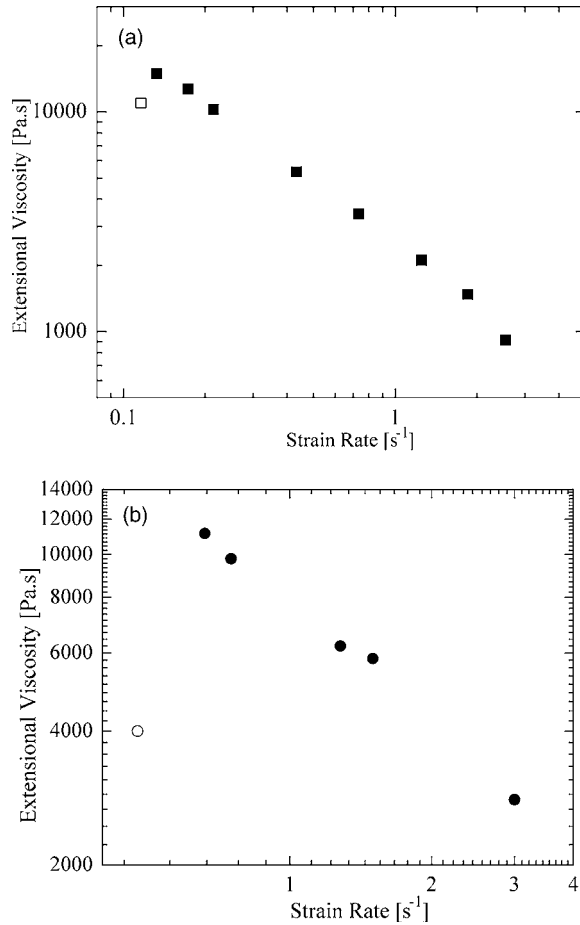 (a)
10000
1000
Extensional Viscosity [Pa.s]
0.1
1
Strain Rate [s⁻¹]
(b)
14000
12000
10000
8000
6000
4000
2000
Extensional Viscosity [Pa.s]
1
2
3
4
Strain Rate [s⁻¹]